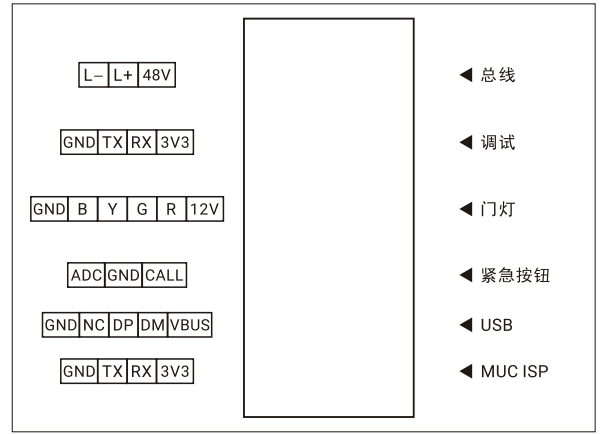 L− L+ 48V 总线
GND TX RX 3V3 调试
GND B Y G R 12V 门灯
ADC GND CALL 紧急按钮
GND NC DP DM VBUS USB
GND TX RX 3V3 MUC ISP